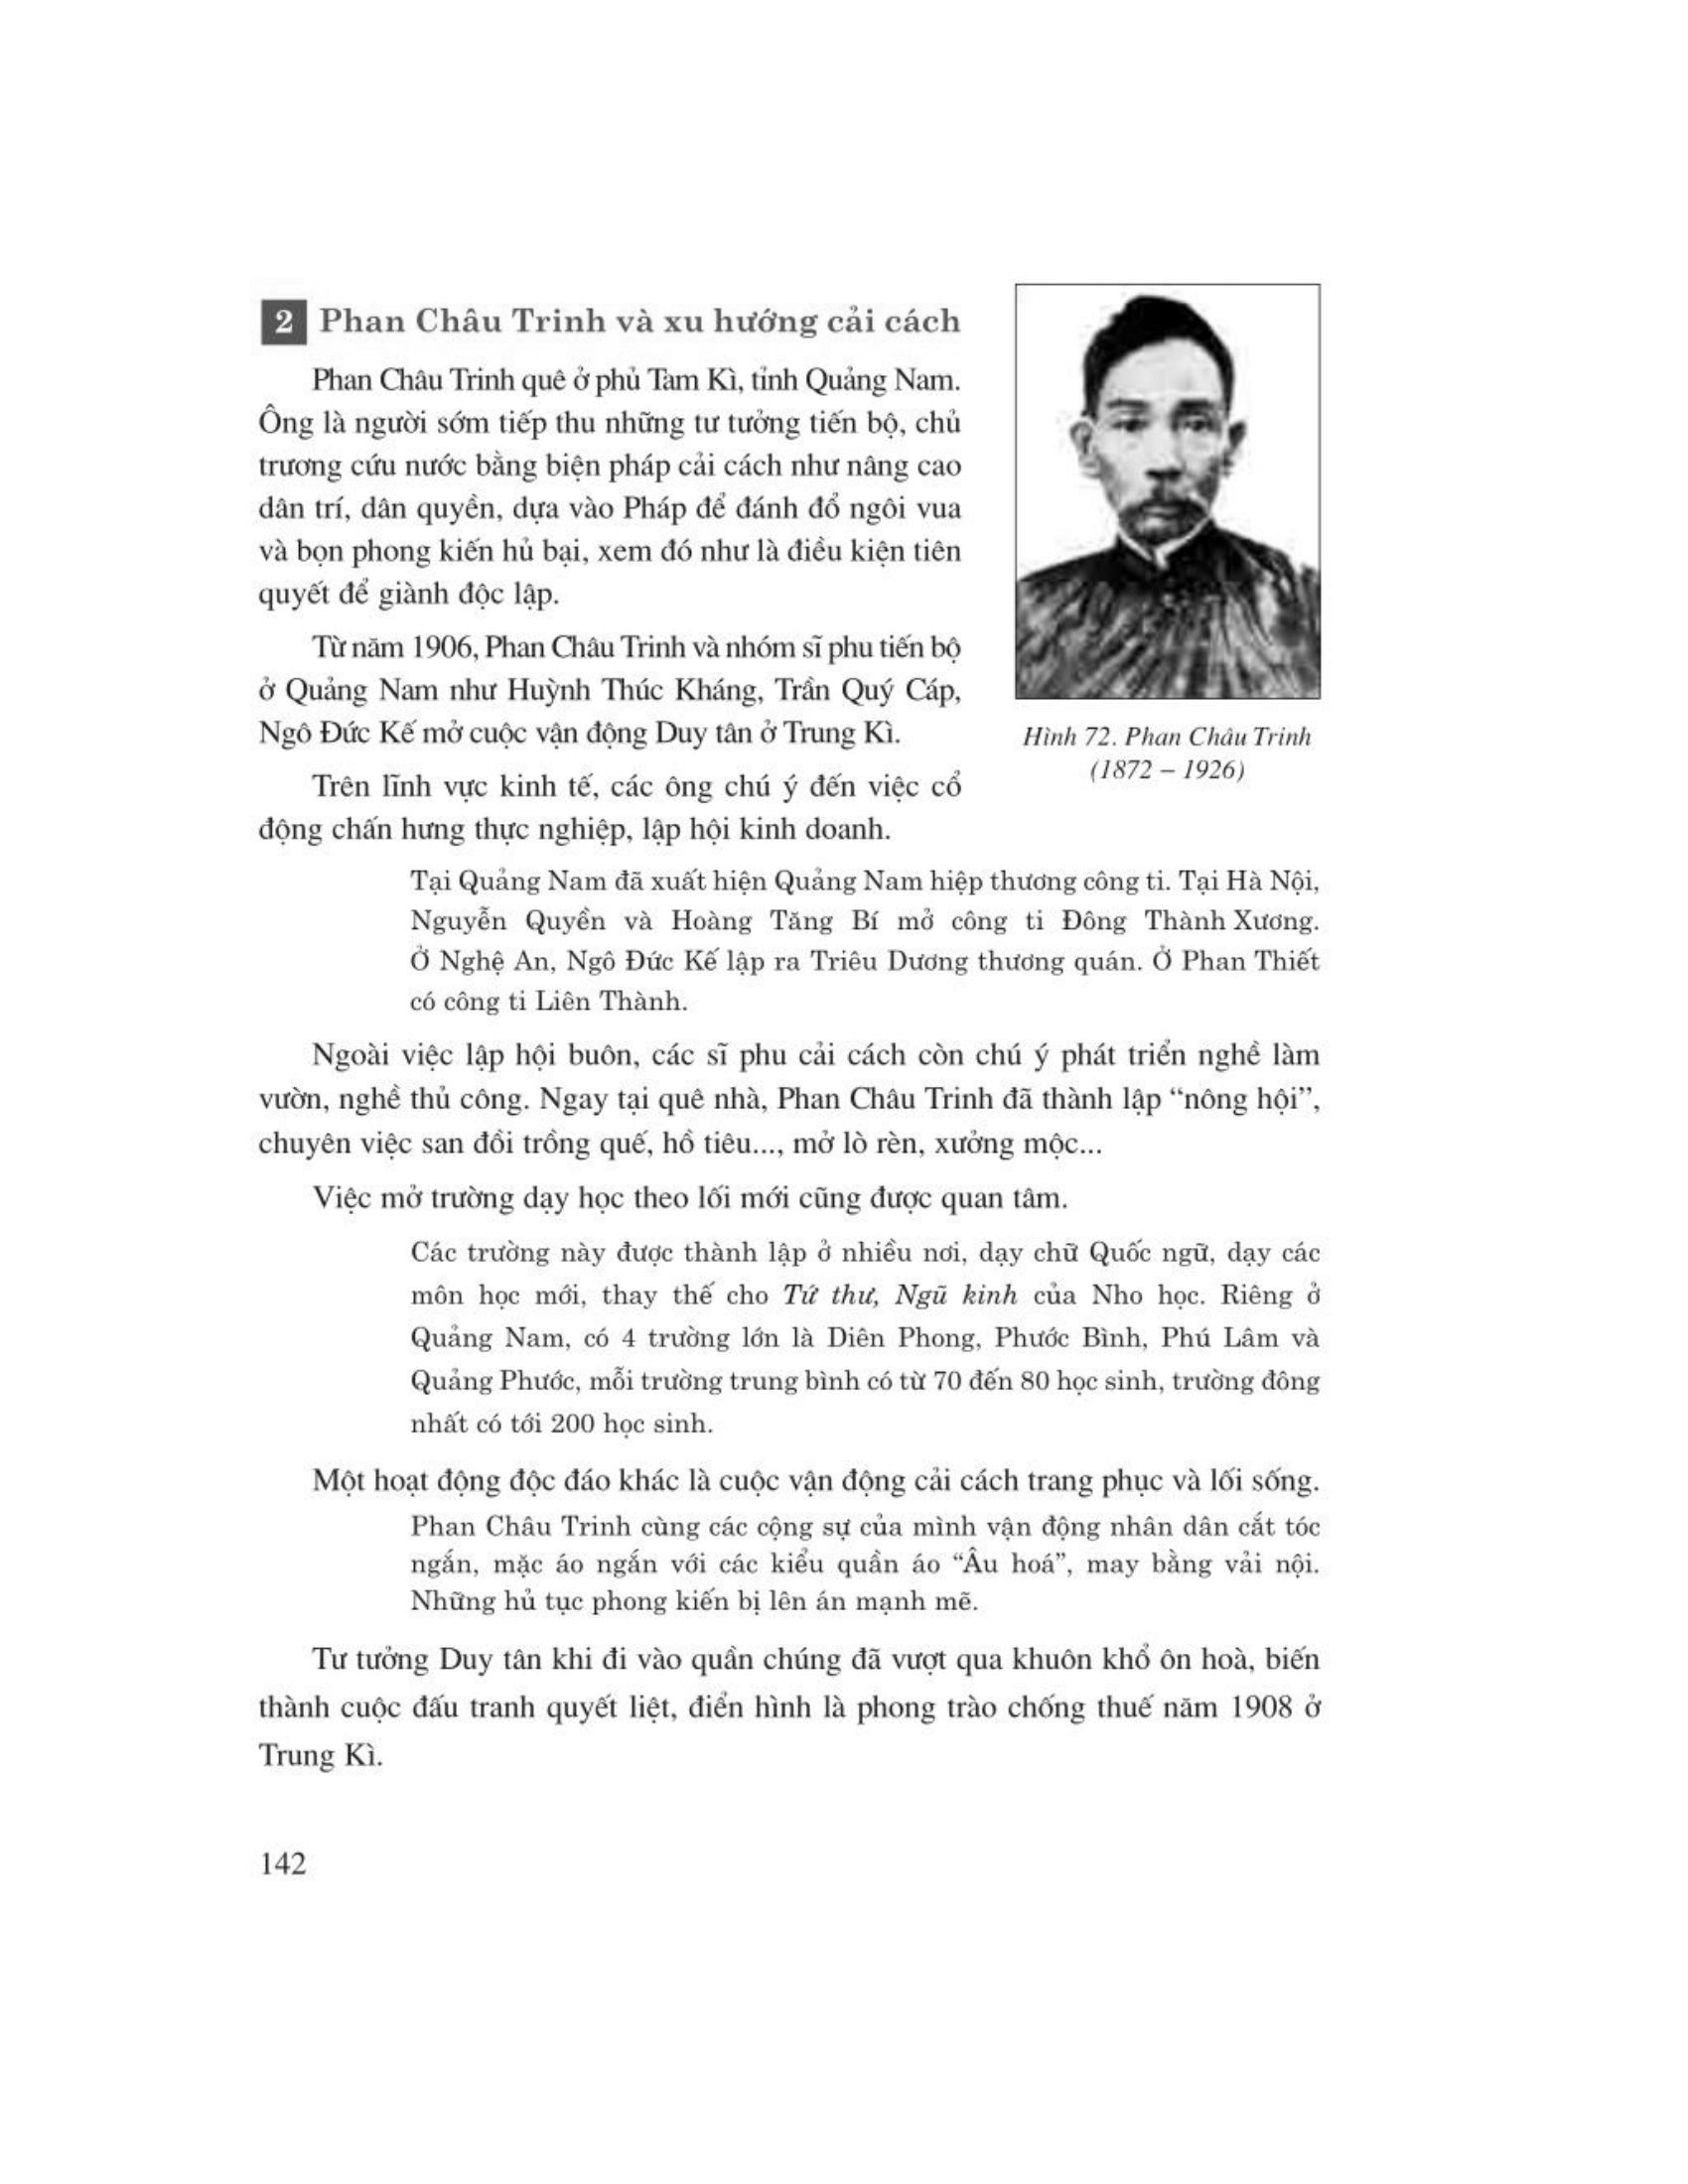 2 Phan Châu Trinh và xu hướng cải cách
Phan Châu Trinh quê ở phủ Tam Kì, tỉnh Quảng Nam.
Ông là người sớm tiếp thu những tư tưởng tiến bộ, chủ
trương cứu nước bằng biện pháp cải cách như nâng cao
dân trí, dân quyền, dựa vào Pháp để đánh đổ ngôi vua
và bọn phong kiến hủ bại, xem đó như là điều kiện tiên
quyết để giành độc lập.
Từ năm 1906, Phan Châu Trinh và nhóm sĩ phu tiến bộ
ở Quảng Nam như Huỳnh Thúc Kháng, Trần Quý Cáp,
Ngô Đức Kế mở cuộc vận động Duy tân ở Trung Kì.
Hình 72. Phan Châu Trinh
(1872 – 1926)
Trên lĩnh vực kinh tế, các ông chú ý đến việc cổ
động chấn hưng thực nghiệp, lập hội kinh doanh.
Tại Quảng Nam đã xuất hiện Quảng Nam hiệp thương công ti. Tại Hà Nội,
Nguyễn Quyền và Hoàng Tăng Bí mở công ti Đông Thành Xương.
Ở Nghệ An, Ngô Đức Kế lập ra Triêu Dương thương quán. Ở Phan Thiết
có công ti Liên Thành.
Ngoài việc lập hội buôn, các sĩ phu cải cách còn chú ý phát triển nghề làm
vườn, nghề thủ công. Ngay tại quê nhà, Phan Châu Trinh đã thành lập “nông hội”,
chuyên việc san đồi trồng quế, hồ tiêu..., mở lò rèn, xưởng mộc...
Việc mở trường dạy học theo lối mới cũng được quan tâm.
Các trường này được thành lập ở nhiều nơi, dạy chữ Quốc ngữ, dạy các
môn học mới, thay thế cho Tứ thư, Ngũ kinh của Nho học. Riêng ở
Quảng Nam, có 4 trường lớn là Diên Phong, Phước Bình, Phú Lâm và
Quảng Phước, mỗi trường trung bình có từ 70 đến 80 học sinh, trường đông
nhất có tới 200 học sinh.
Một hoạt động độc đáo khác là cuộc vận động cải cách trang phục và lối sống.
Phan Châu Trinh cùng các cộng sự của mình vận động nhân dân cắt tóc
ngắn, mặc áo ngắn với các kiểu quần áo “Âu hoá”, may bằng vải nội.
Những hủ tục phong kiến bị lên án mạnh mẽ.
Tư tưởng Duy tân khi đi vào quần chúng đã vượt qua khuôn khổ ôn hoà, biến
thành cuộc đấu tranh quyết liệt, điển hình là phong trào chống thuế năm 1908 ở
Trung Kì.
142